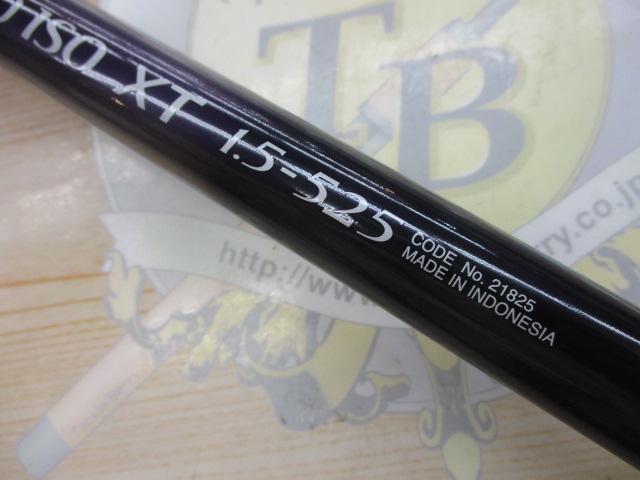 XT 1.5-525
CODE No. 21825
MADE IN INDONESIA
TB
http://www.
rry.co.jp